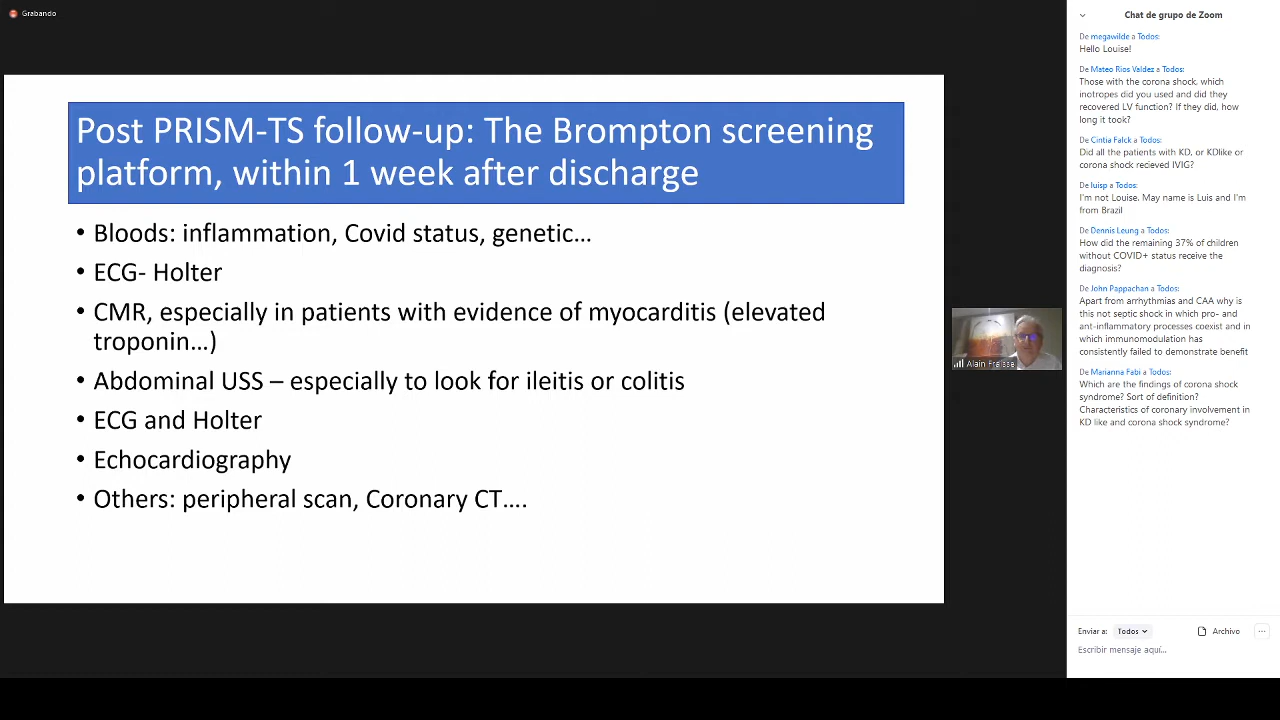 Grabando
Post PRISM-TS follow-up: The Brompton screening
platform, within 1 week after discharge
• Bloods: inflammation, Covid status, genetic...
• ECG- Holter
• CMR, especially in patients with evidence of myocarditis (elevated
troponin...)
• Abdominal USS – especially to look for ileitis or colitis
• ECG and Holter
• Echocardiography
• Others: peripheral scan, Coronary CT....
Alain Fraisse
Chat de grupo de Zoom
De megawilde a Todos:
Hello Louise!
De Mateo Rios Valdez a Todos:
Those with the corona shock, which
inotropes did you used and did they
recovered LV function? If they did, how
long it took?
De Cintia Falck a Todos:
Did all the patients with KD, or KDlike or
corona shock recieved IVIG?
De luisp a Todos:
I'm not Louise. May name is Luis and I'm
from Brazil
De Dennis Leung a Todos:
How did the remaining 37% of children
without COVID+ status receive the
diagnosis?
De John Pappachan a Todos:
Apart from arrhythmias and CAA why is
this not septic shock in which pro- and
ant-inflammatory processes coexist and in
which immunomodulation has
consistently failed to demonstrate benefit
De Marianna Fabi a Todos:
Which are the findings of corona shock
syndrome? Sort of definition?
Characteristics of coronary involvement in
KD like and corona shock syndrome?
Enviar a: Todos
Archivo
Escribir mensaje aquí...